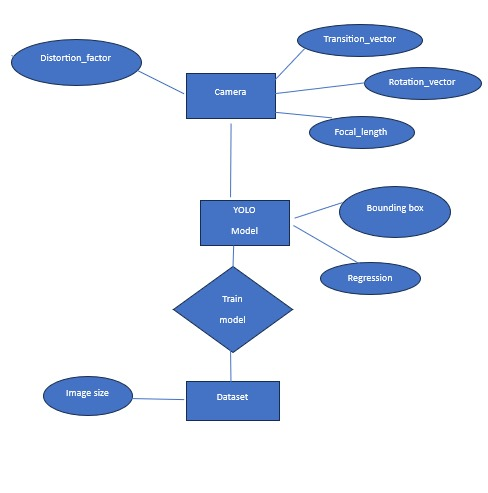 Transition_vector
Distortion_factor
Rotation_vector
Camera
Focal_length
Bounding box
YOLO
Model
Regression
Train
model
Image size
Dataset